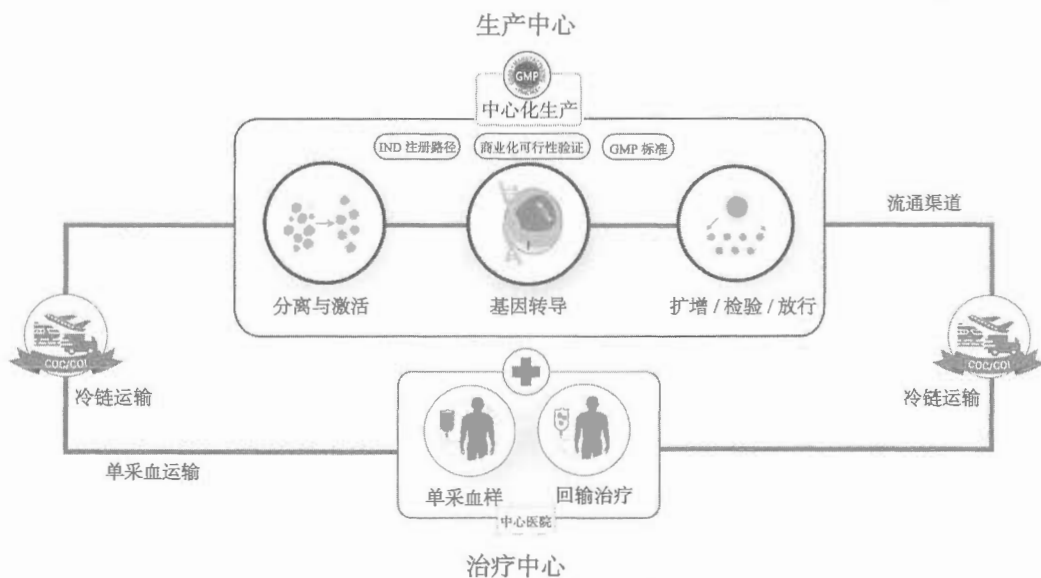 生产中心
GMP
中心化生产
IND 注册路径
商业化可行性验证
GMP 标准
流通渠道
分离与激活
基因转导
扩增 / 检验 / 放行
COC/COI
COC/COI
冷链运输
冷链运输
单采血运输
单采血样
回输治疗
中心医院
治疗中心